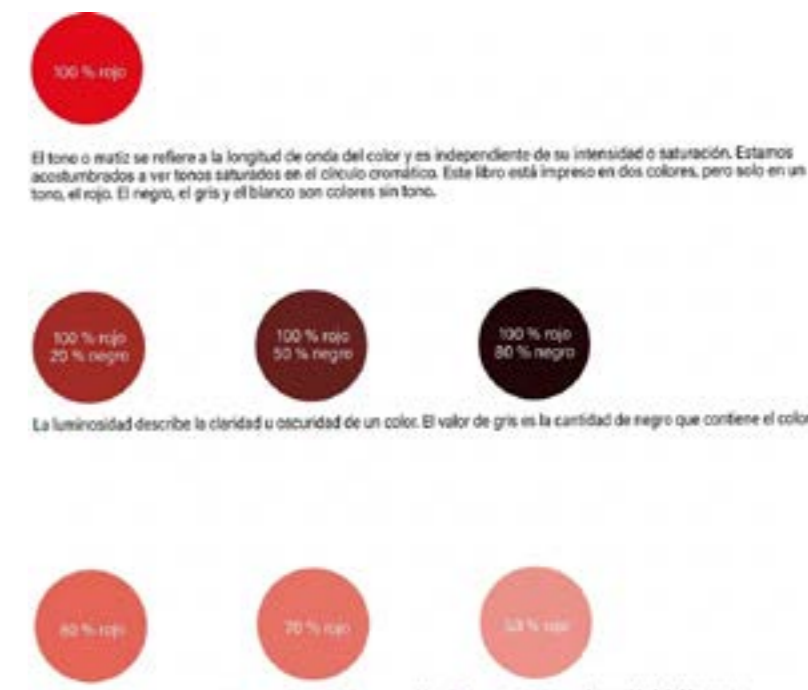 100 % rojo
El tono o matiz se refiere a la longitud de onda del color y es independiente de su intensidad o saturación. Estamos
acostumbrados a ver tonos saturados en el círculo cromático. Este libro está impreso en dos colores, pero solo en un
tono, el rojo. El negro, el gris y el blanco son colores sin tono.
100 % rojo
20 % negro
100 % rojo
50 % negro
100 % rojo
80 % negro
La luminosidad describe la claridad u oscuridad de un color. El valor de gris es la cantidad de negro que contiene el color
% rojo
70 % rojo
% rojo